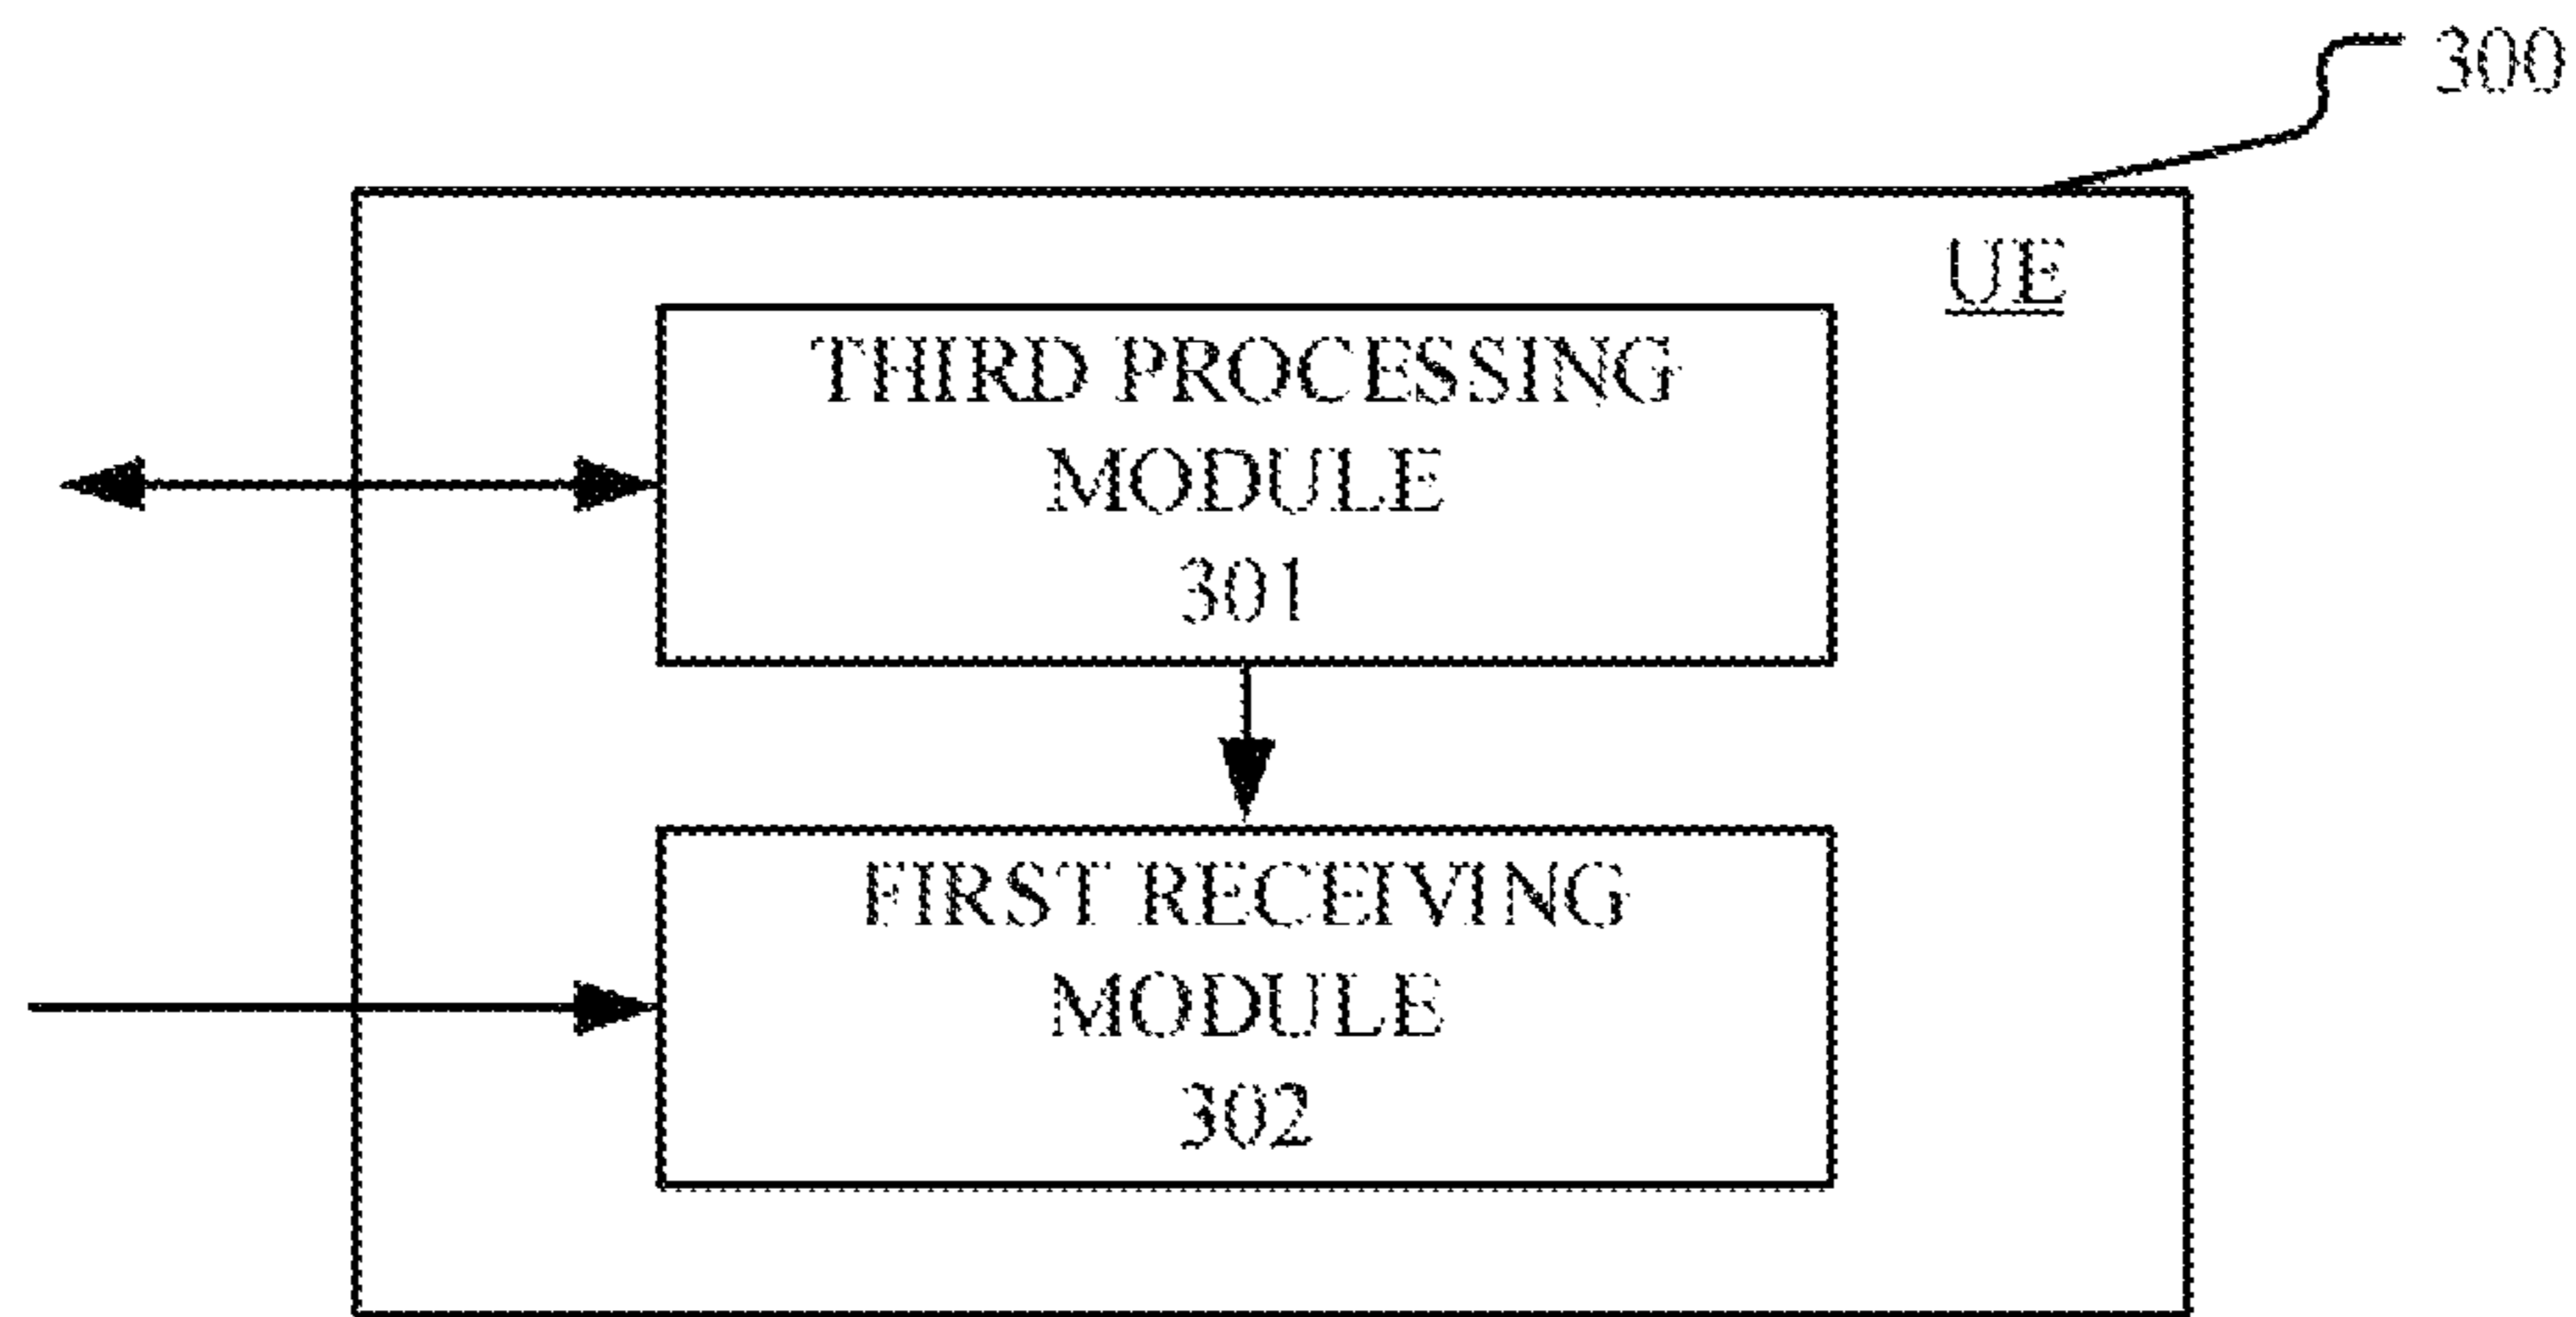 300
UE
THIRD PROCESSING
MODULE
301
FIRST RECEIVING
MODULE
302